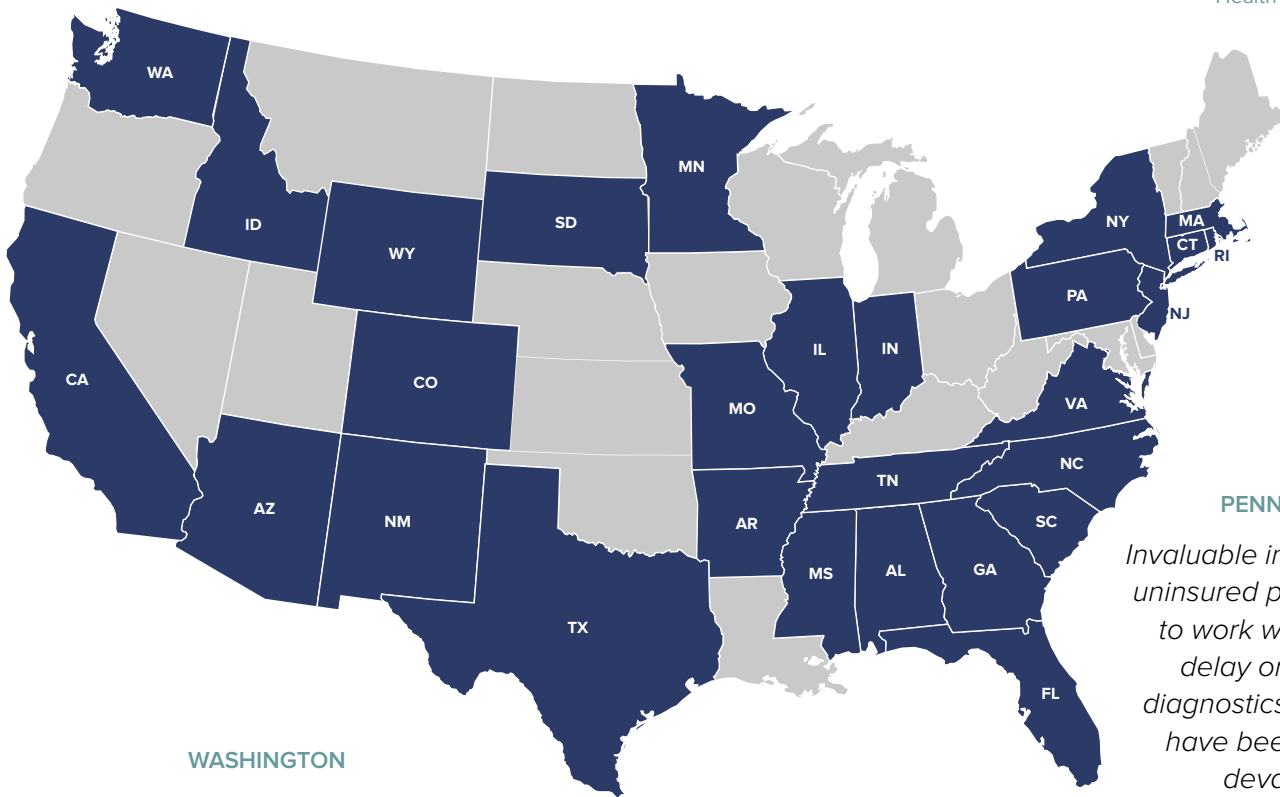 Health
WA
MN
ID
SD
WY
NY
MA
CT
RI
PA
NJ
IL
IN
CA
CO
MO
VA
NC
TN
AZ
NM
AR
SC
MS
AL
GA
TX
FL
PENN
Invaluable in
uninsured p
to work w
delay or
diagnostics
have bee
deva
WASHINGTON